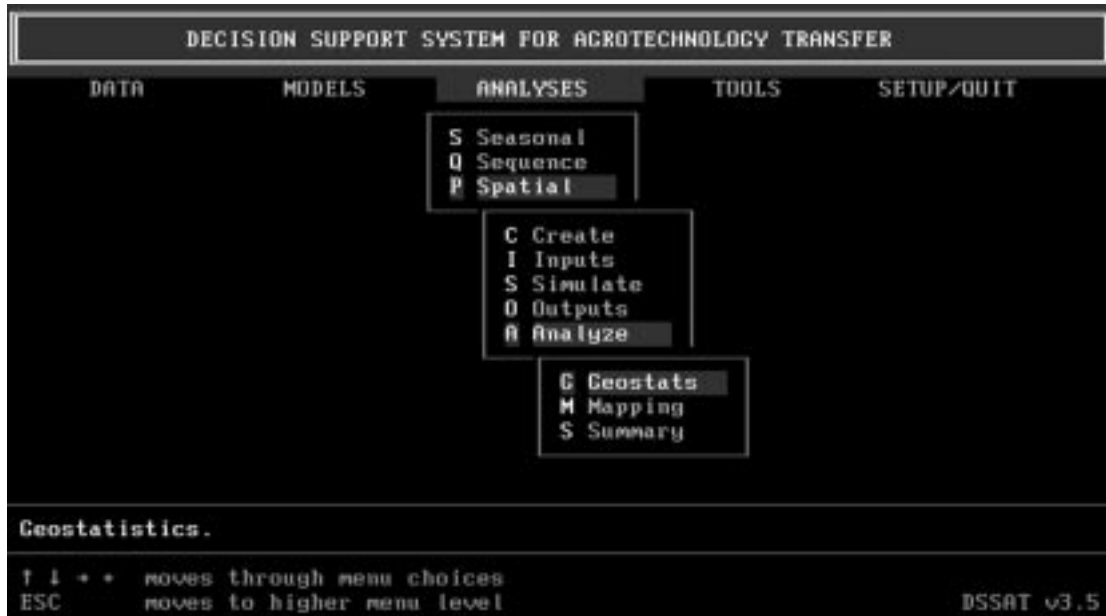 DECISION SUPPORT SYSTEM FOR AGROTECHNOLOGY TRANSFER
DATA MODELS ANALYSES TOOLS SETUP/QUIT
S Seasonal
Q Sequence
P Spatial
C Create
I Inputs
S Simulate
O Outputs
A Analyze
G Geostats
M Mapping
S Summary
Geostatistics.
↑ ↓ → ← moves through menu choices
ESC moves to higher menu level DSSAT v3.5